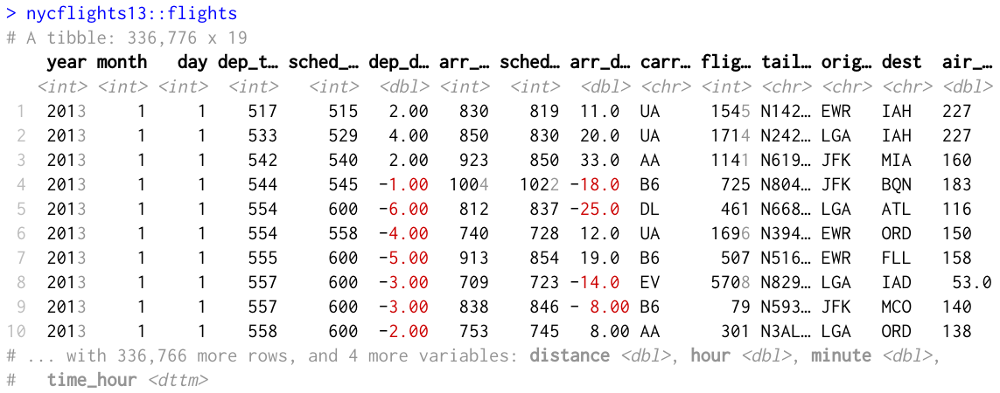 > nycflights13::flights
# A tibble: 336,776 x 19
    year month   day dep_t… sched_… dep_d… arr_… sched… arr_d… carr… flig… tail… orig… dest  air_…
   <int> <int> <int>  <int>   <int>  <dbl> <int>  <int>  <dbl> <chr> <int> <chr> <chr> <chr> <dbl>
 1  2013     1     1    517     515   2.00   830    819  11.0  UA     1545 N142… EWR   IAH   227
 2  2013     1     1    533     529   4.00   850    830  20.0  UA     1714 N242… LGA   IAH   227
 3  2013     1     1    542     540   2.00   923    850  33.0  AA     1141 N619… JFK   MIA   160
 4  2013     1     1    544     545  -1.00  1004   1022 -18.0  B6      725 N804… JFK   BQN   183
 5  2013     1     1    554     600  -6.00   812    837 -25.0  DL      461 N668… LGA   ATL   116
 6  2013     1     1    554     558  -4.00   740    728  12.0  UA     1696 N394… EWR   ORD   150
 7  2013     1     1    555     600  -5.00   913    854  19.0  B6      507 N516… EWR   FLL   158
 8  2013     1     1    557     600  -3.00   709    723 -14.0  EV     5708 N829… LGA   IAD    53.0
 9  2013     1     1    557     600  -3.00   838    846 - 8.00 B6       79 N593… JFK   MCO   140
10  2013     1     1    558     600  -2.00   753    745   8.00 AA      301 N3AL… LGA   ORD   138
# ... with 336,766 more rows, and 4 more variables: distance <dbl>, hour <dbl>, minute <dbl>,
#   time_hour <dttm>